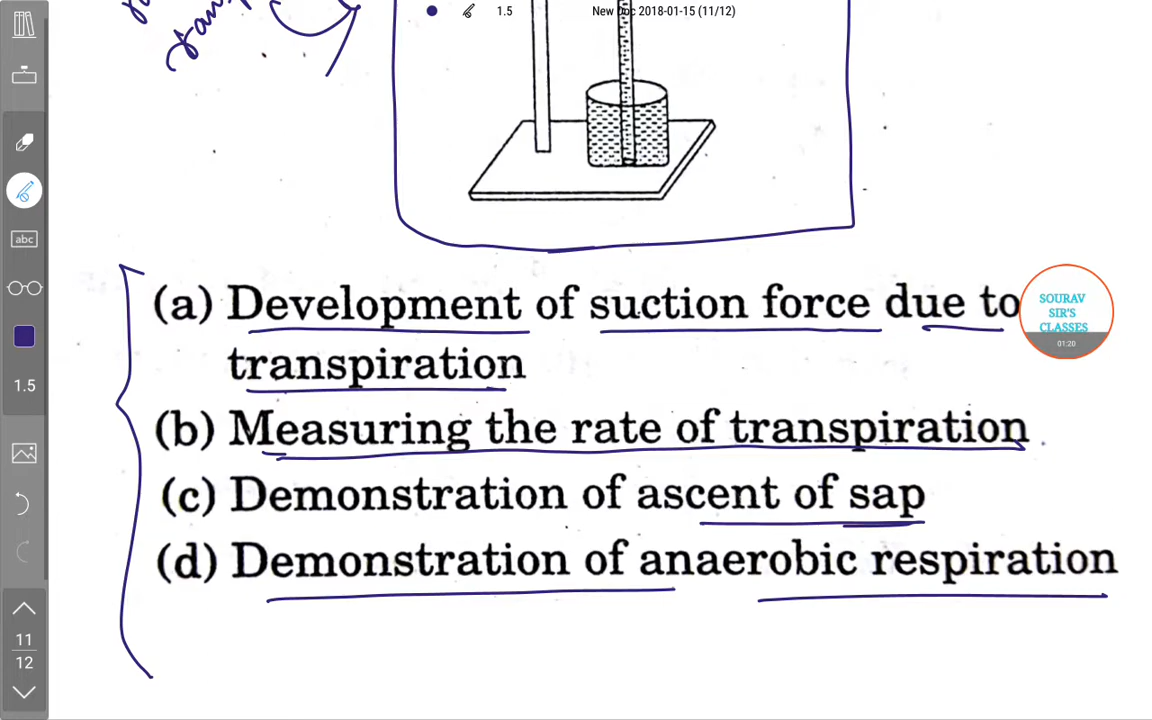 1.5 New Doc 2018-01-15 (11/12)
abc
1.5
11
12
(a) Development of suction force due to
transpiration
(b) Measuring the rate of transpiration
(c) Demonstration of ascent of sap
(d) Demonstration of anaerobic respiration
SOURAV
SIR'S
CLASSES
01:20